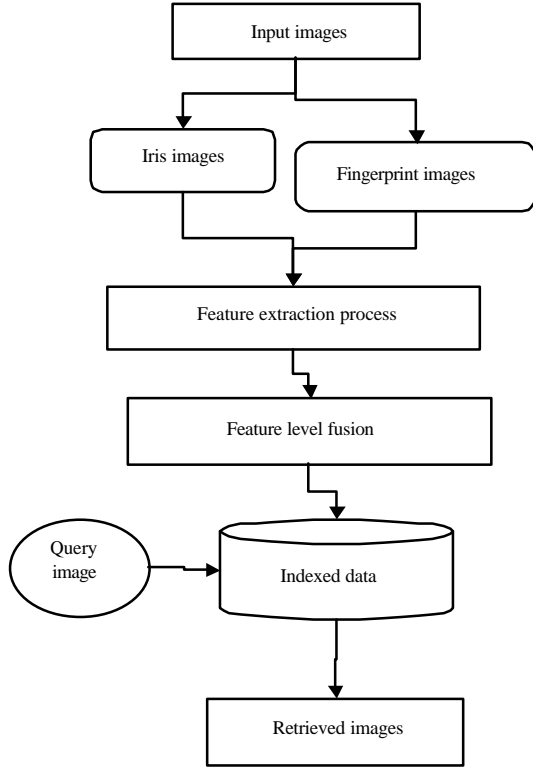 Input images
Iris images
Fingerprint images
Feature extraction process
Feature level fusion
Query
image
Indexed data
Retrieved images